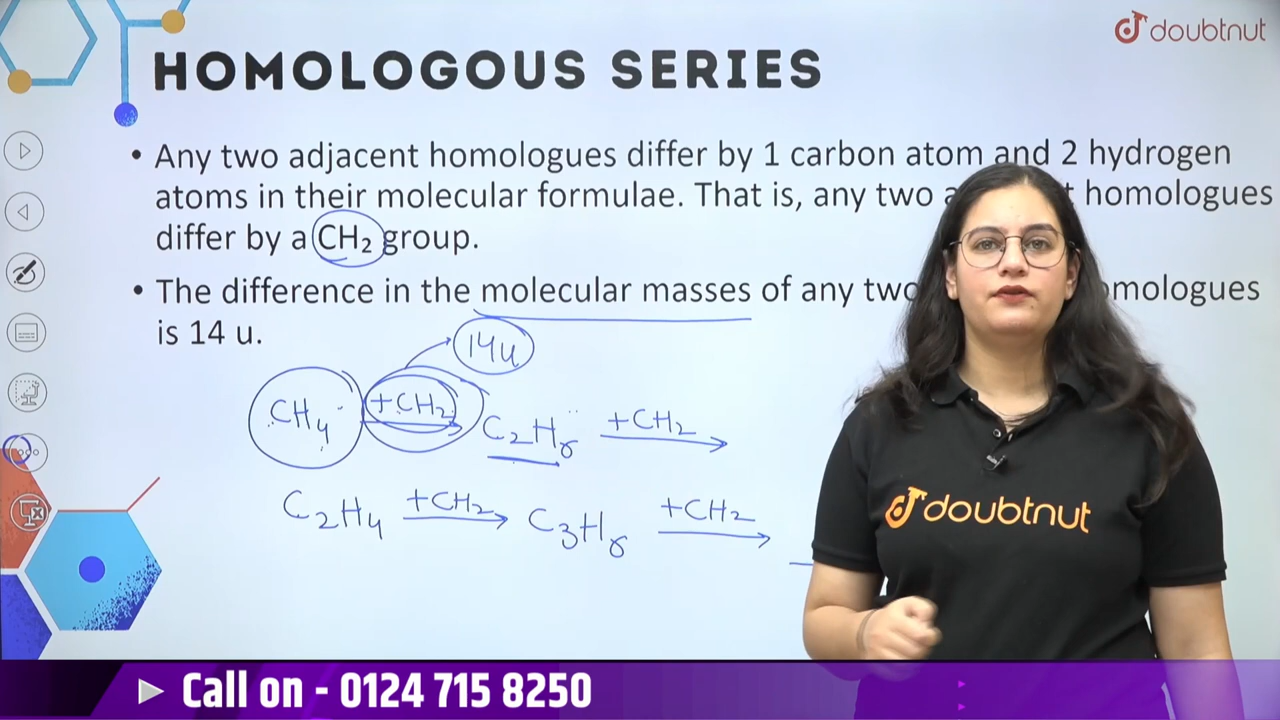 doubtnut
HOMOLOGOUS SERIES
• Any two adjacent homologues differ by 1 carbon atom and 2 hydrogen
atoms in their molecular formulae. That is, any two homologues
differ by a CH₂ group.
• The difference in the molecular masses of any two
is 14 u.
14u
CH₄ +CH₂ C₂H₆ +CH₂
C₂H₄ +CH₂ C₃H₆ +CH₂
doubtnut
Call on - 0124 715 8250